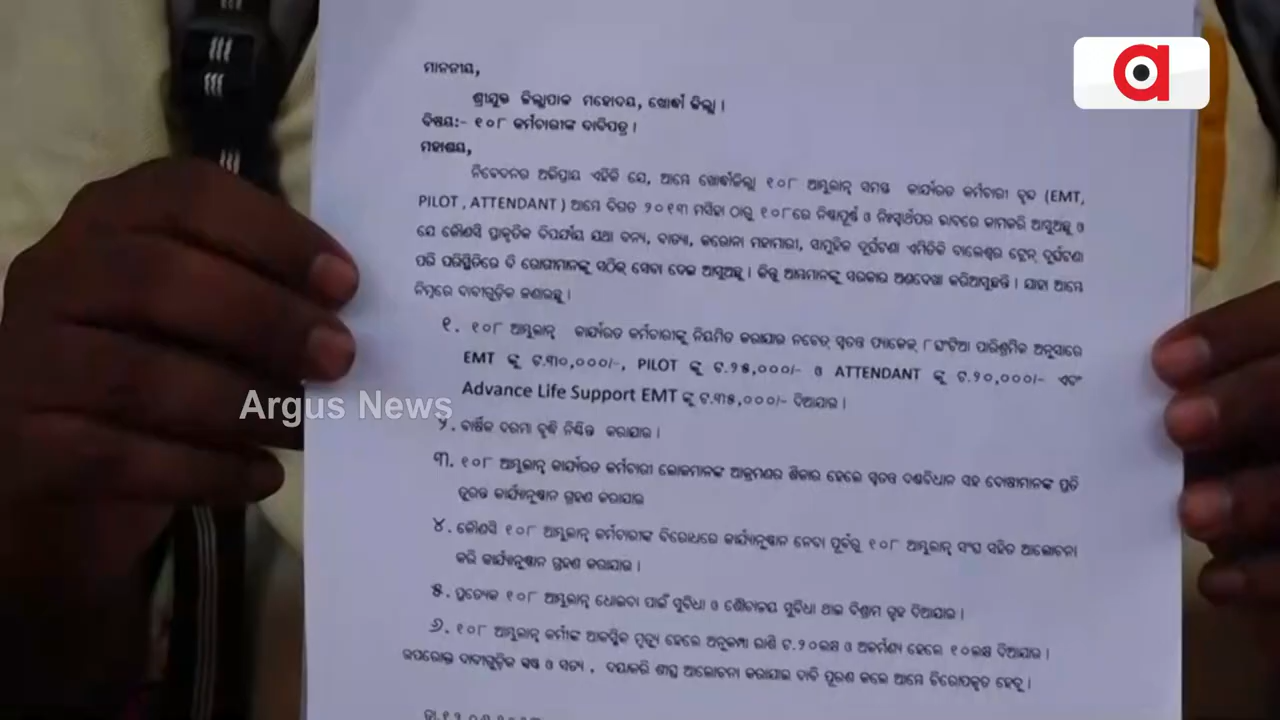 ମାନନୀୟ,
ଶ୍ରୀଯୁକ୍ତ ଜିଲ୍ଲାପାଳ ମହୋଦୟ, ଖୋର୍ଦ୍ଧା ଜିଲ୍ଲା ।
ବିଷୟ:- ୧୦୮ କର୍ମଚାରୀଙ୍କ ଦାବିପତ୍ର ।
ମହାଶୟ,
ନିବେଦନର ଅଭିପ୍ରାୟ ଏହିକି ଯେ, ଆମେ ଖୋର୍ଦ୍ଧାଜିଲ୍ଲା ୧୦୮ ଆମ୍ବୁଲାନ୍ସ ସମସ୍ତ କାର୍ଯ୍ୟରତ କର୍ମଚାରୀ ବୃନ୍ଦ (EMT,
PILOT , ATTENDANT ) ଆମେ ବିଗତ ୨୦୧୩ ମସିହା ଠାରୁ ୧୦୮ରେ ନିଷ୍ଠାପୂର୍ଣ୍ଣ ଓ ନିଃସ୍ୱାର୍ଥପର ଭାବରେ କାମକରି ଆସୁଅଛୁ ଓ
ଯେ କୌଣସି ପ୍ରାକୃତିକ ବିପର୍ଯ୍ୟୟ ଯଥା ବନ୍ୟା, ବାତ୍ୟା, କରୋନା ମହାମାରୀ, ସାମୁହିକ ଦୁର୍ଘଟଣା ଏମିତିକି ବାଲେଶ୍ୱର ଟ୍ରେନ୍ ଦୁର୍ଘଟଣା
ପରି ପରିସ୍ଥିତିରେ ବି ରୋଗୀମାନଙ୍କୁ ସଠିକ୍ ସେବା ଦେଇ ଆସୁଅଛୁ । କିନ୍ତୁ ଆମ୍ଭମାନଙ୍କୁ ସରକାର ଅଣଦେଖା କରିଆସୁଛନ୍ତି । ଯାହା ଆମ୍ଭେ
ନିମ୍ନରେ ଦାବୀଗୁଡ଼ିକ ଜଣାଉଛୁ ।
୧. ୧୦୮ ଆମ୍ବୁଲାନ୍ସ କାର୍ଯ୍ୟରତ କର୍ମଚାରୀଙ୍କୁ ନିୟମିତ କରାଯାଉ ନଚେତ୍ ସ୍ୱତନ୍ତ୍ର ପ୍ୟାକେଜ୍ ୮ ଘଂଟିଆ ପାରିଶ୍ରମିକ ଅନୁସାରେ
EMT ଙ୍କୁ ଟ.୩୦,୦୦୦/-, PILOT ଙ୍କୁ ଟ.୨୫,୦୦୦/- ଓ ATTENDANT ଙ୍କୁ ଟ.୨୦,୦୦୦/- ଏବଂ
Advance Life Support EMT ଙ୍କୁ ଟ.୩୫,୦୦୦/- ଦିଆଯାଉ ।
୨. ବାର୍ଷିକ ଦରମା ବୃଦ୍ଧି ନିଶ୍ଚିନ୍ତ କରାଯାଉ ।
୩. ୧୦୮ ଆମ୍ବୁଲାନ୍ସ କାର୍ଯ୍ୟରତ କର୍ମଚାରୀ ଲୋକମାନଙ୍କ ଆକ୍ରମଣର ଶିକାର ହେଲେ ସ୍ୱତନ୍ତ୍ର ଦଣ୍ଡବିଧାନ ସହ ଦୋଷୀମାନଙ୍କ ପ୍ରତି
ତୁରନ୍ତ କାର୍ଯ୍ୟାନୁଷ୍ଠାନ ଗ୍ରହଣ କରାଯାଉ
୪. କୌଣସି ୧୦୮ ଆମ୍ବୁଲାନ୍ସ କର୍ମଚାରୀଙ୍କ ବିରୋଧରେ କାର୍ଯ୍ୟାନୁଷ୍ଠାନ ନେବା ପୂର୍ବରୁ ୧୦୮ ଆମ୍ବୁଲାନ୍ସ ସଂଘ ସହିତ ଆଲୋଚନା
କରି କାର୍ଯ୍ୟାନୁଷ୍ଠାନ ଗ୍ରହଣ କରାଯାଉ ।
୫. ପ୍ରତ୍ୟେକ ୧୦୮ ଆମ୍ବୁଲାନ୍ସ ଧୋଇବା ପାଇଁ ସୁବିଧା ଓ ଶୌଚାଳୟ ସୁବିଧା ଥାଇ ବିଶ୍ରାମ ଗୃହ ଦିଆଯାଉ ।
୬. ୧୦୮ ଆମ୍ବୁଲାନ୍ସ କର୍ମୀଙ୍କ ଆକସ୍ମିକ ମୃତ୍ୟୁ ହେଲେ ଅନୁକମ୍ପା ରାଶି ଟ.୨୦ଲକ୍ଷ ଓ ଅକର୍ମଣ୍ୟ ହେଲେ ୧୦ଲକ୍ଷ ଦିଆଯାଉ ।
ଉପରୋକ୍ତ ଦାବୀଗୁଡ଼ିକ ସ୍ପଷ୍ଟ ଓ ସତ୍ୟ , ଦୟାକରି ଶୀଘ୍ର ଆଲୋଚନା କରାଯାଇ ଦାବି ପୂରଣ କଲେ ଆମେ ଚିରୋପକୃତ ହେବୁ ।
Argus News
a